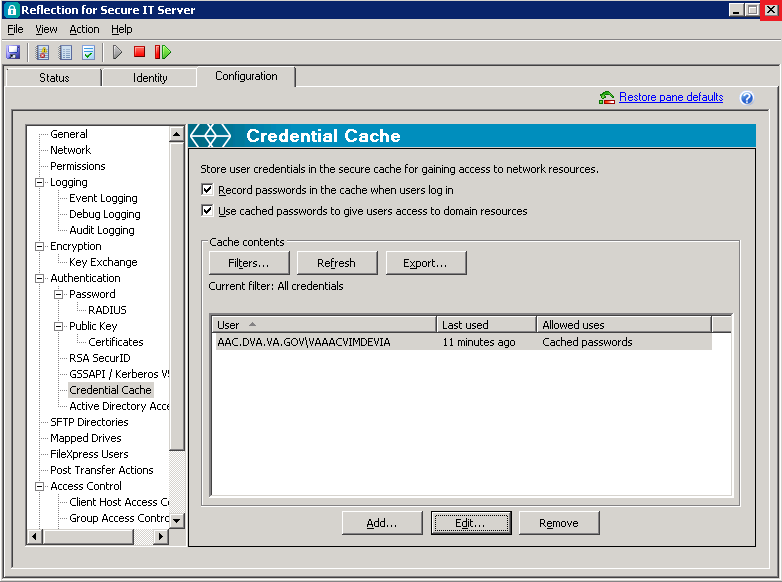 Reflection for Secure IT Server
File View Action Help
Status Identity Configuration
Restore pane defaults
General
Network
Permissions
Logging
Event Logging
Debug Logging
Audit Logging
Encryption
Key Exchange
Authentication
Password
RADIUS
Public Key
Certificates
RSA SecurID
GSSAPI / Kerberos V5
Credential Cache
Active Directory Acce
SFTP Directories
Mapped Drives
FileXpress Users
Post Transfer Actions
Access Control
Client Host Access Co
Group Access Contro
Credential Cache
Store user credentials in the secure cache for gaining access to network resources.
Record passwords in the cache when users log in
Use cached passwords to give users access to domain resources
Cache contents
Filters... Refresh Export...
Current filter: All credentials
User Last used Allowed uses
AAC.DVA.VA.GOV\VAAACVIMDEVIA 11 minutes ago Cached passwords
Add... Edit... Remove